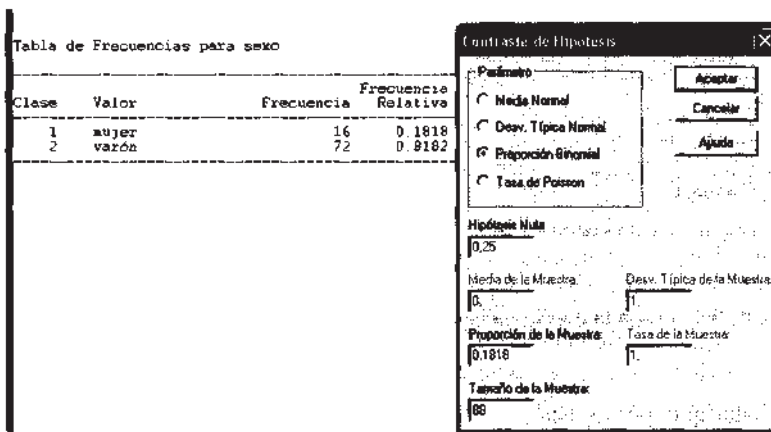 Tabla de Frecuencias para sexo
Frecuencia
Clase Valor Frecuencia Relativa
1 mujer 16 0.1818
2 varón 72 0.8182
Contraste de Hipotesis
Parámetro
Media Normal
Desv. Típica Normal
Proporción Binomial
Tasa de Poisson
Aceptar
Cancelar
Ayuda
Hipótesis Nula
0,25
Media de la Muestra:
0,
Desv. Típica de la Muestra
1,
Proporción de la Muestra:
0,1818
Tasa de la Muestra:
1,
Tamaño de la Muestra:
88